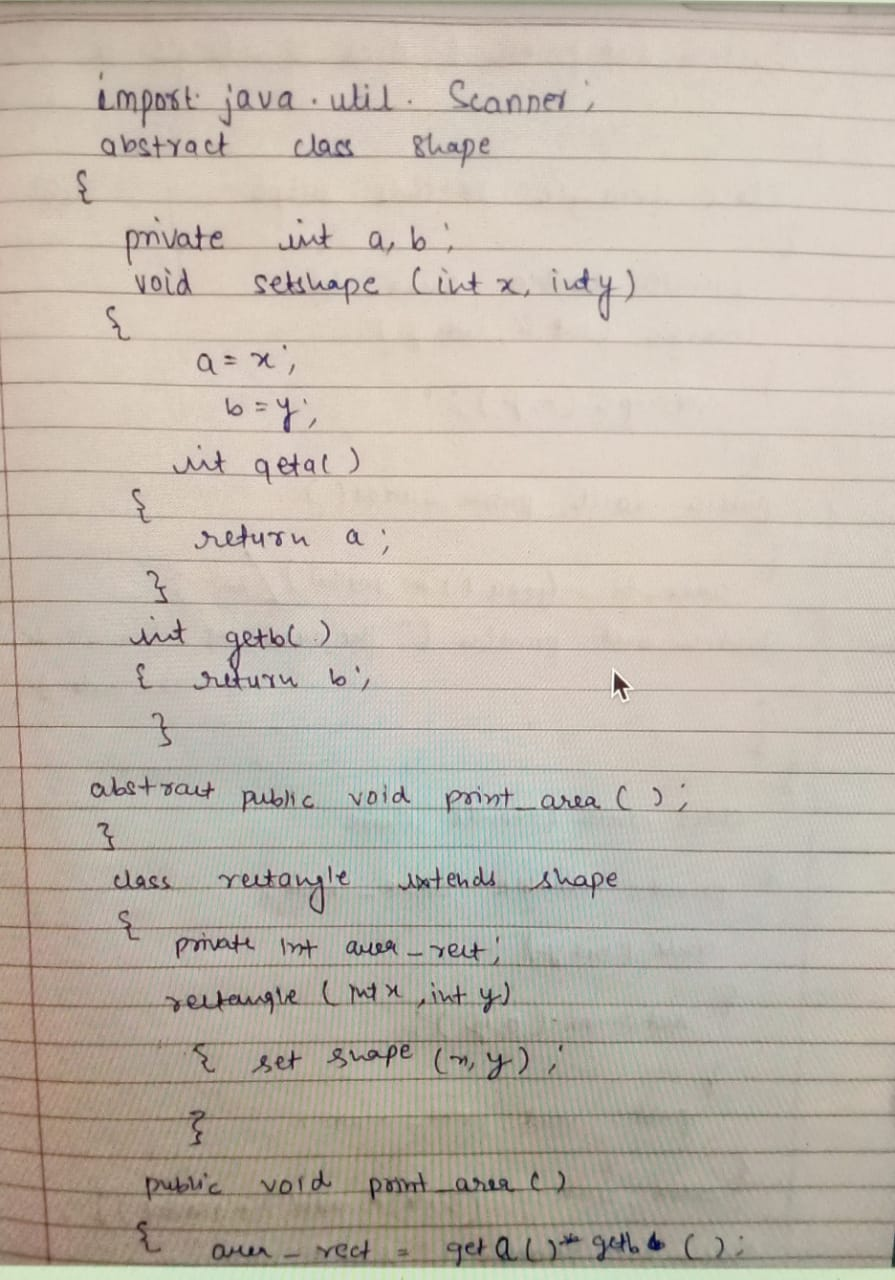 import java.util. Scanner;
abstract class shape
{
private int a, b;
void setshape (int x, int y)
{
a = x;
b = y;
int geta( )
{
return a;
}
int getb( )
{ return b;
}
abstract public void print_area ( );
}
class rectangle extends shape
{
private int area_rect;
rectangle (int x, int y)
{ set shape (x, y);
}
public void print_area ( )
{ area_rect = get a ( ) * getb ( );